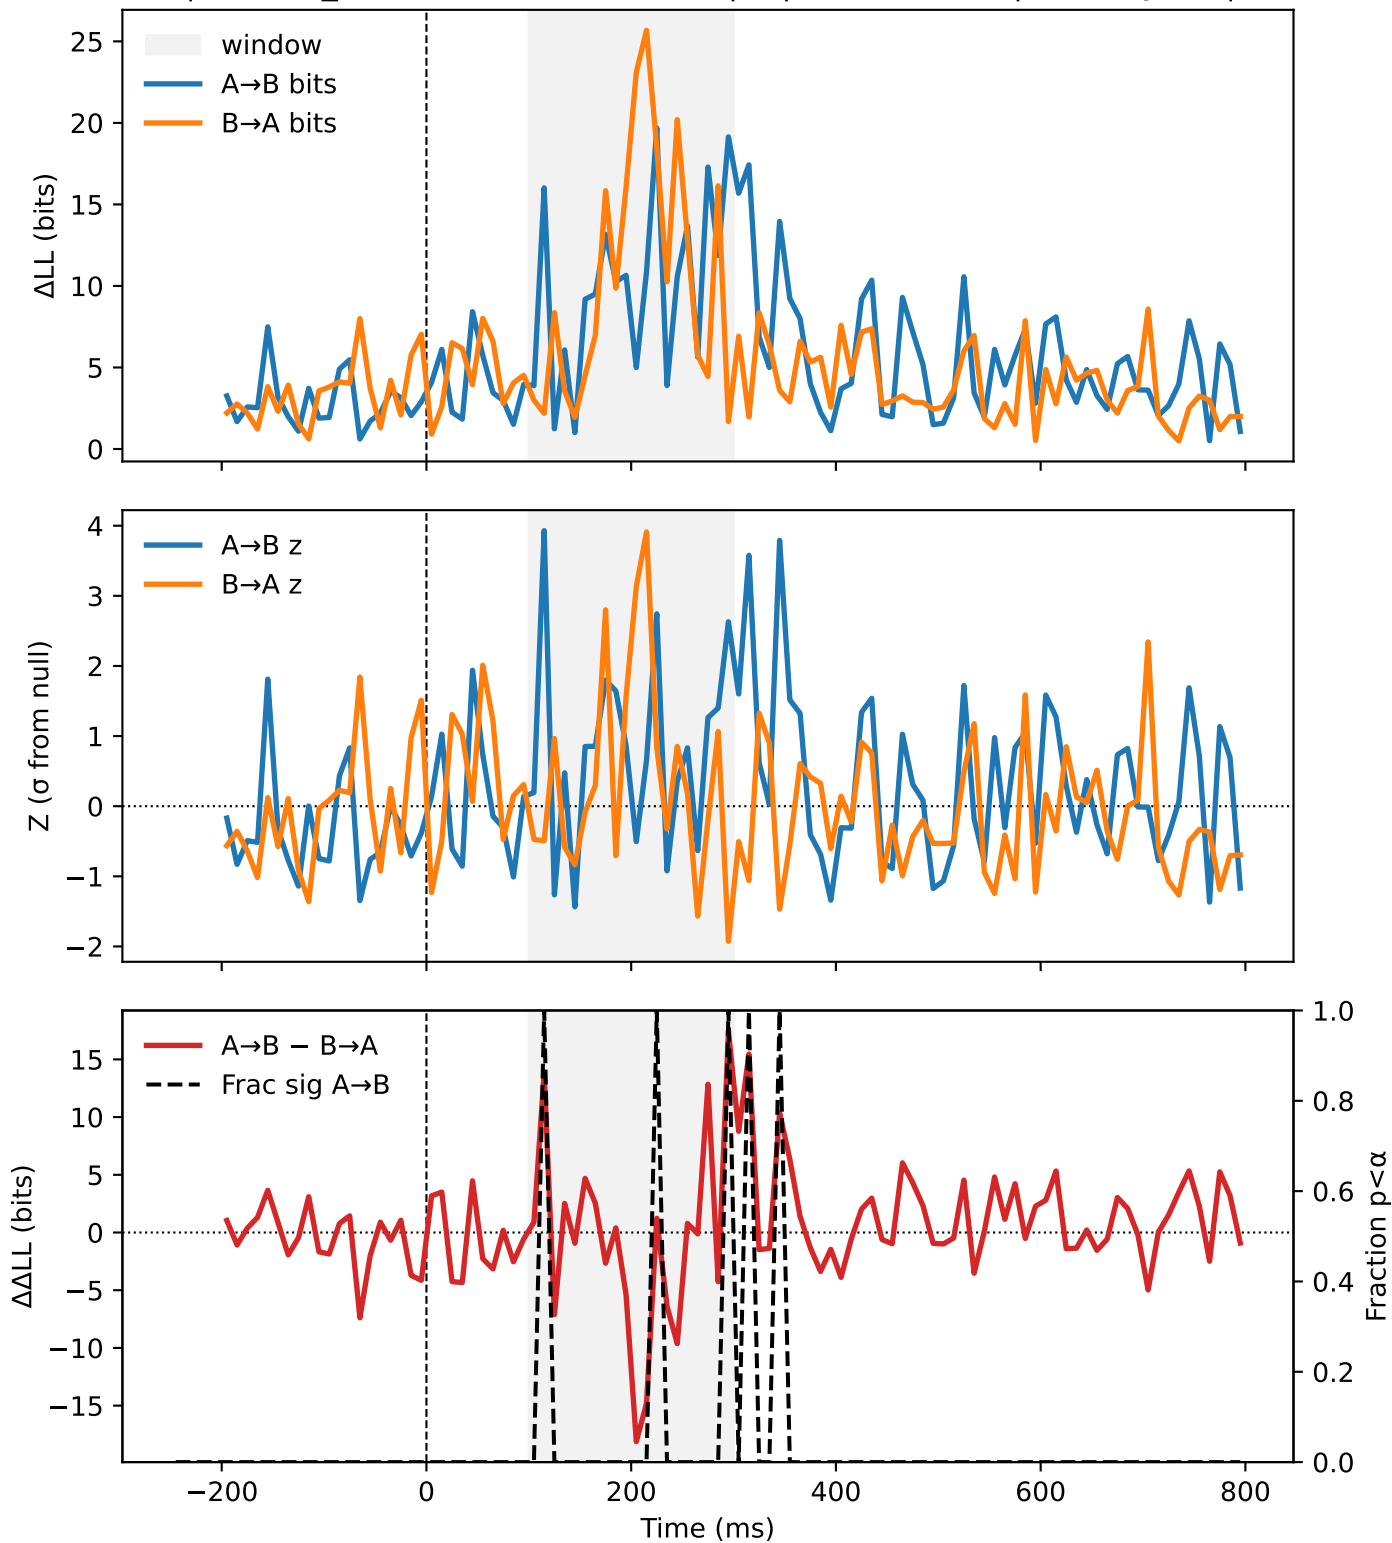 window
A→B bits
B→A bits
ΔLL (bits)
25
20
15
10
5
0
A→B z
B→A z
Z (σ from null)
4
3
2
1
0
−1
−2
A→B − B→A
Frac sig A→B
ΔΔLL (bits)
15
10
5
0
−5
−10
−15
1.0
0.8
0.6
0.4
0.2
0.0
Fraction p<α
−200
0
200
400
600
800
Time (ms)